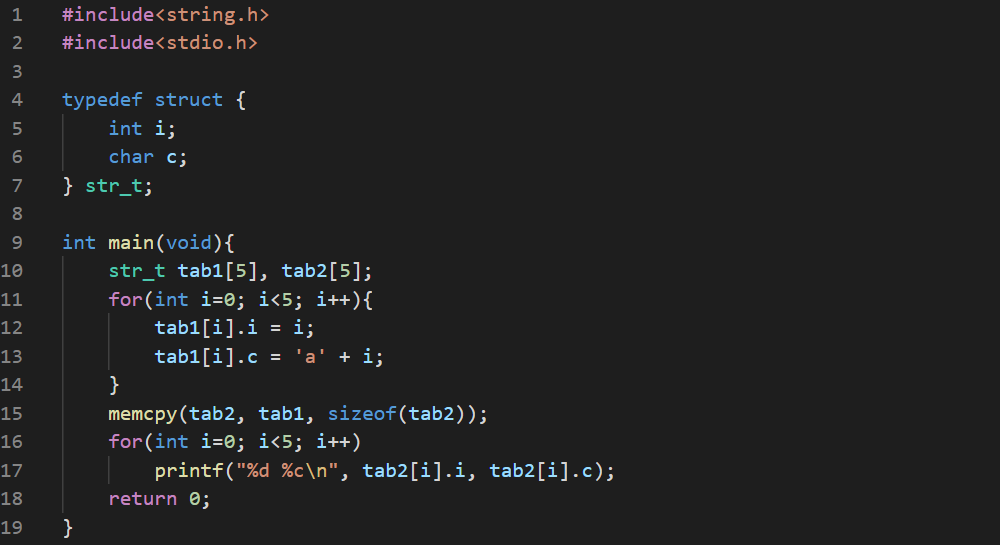 1 #include<string.h>
2 #include<stdio.h>
3
4 typedef struct {
5     int i;
6     char c;
7 } str_t;
8
9 int main(void){
10     str_t tab1[5], tab2[5];
11     for(int i=0; i<5; i++){
12         tab1[i].i = i;
13         tab1[i].c = 'a' + i;
14     }
15     memcpy(tab2, tab1, sizeof(tab2));
16     for(int i=0; i<5; i++)
17         printf("%d %c\n", tab2[i].i, tab2[i].c);
18     return 0;
19 }